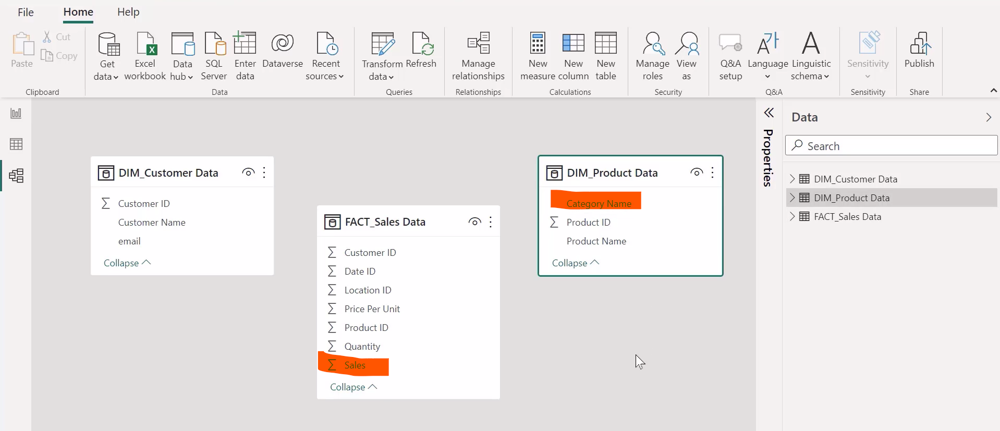 File
Home
Help
Paste
Cut
Copy
Clipboard
Get
data
Excel
workbook
Data
hub
SQL
Server
Enter
data
Dataverse
Recent
sources
Data
Transform
data
Refresh
Queries
Manage
relationships
Relationships
New
measure
New
column
New
table
Calculations
Manage
roles
View
as
Security
Q&A
setup
Language
Linguistic
schema
Q&A
Sensitivity
Sensitivity
Publish
Share
DIM_Customer Data
Customer ID
Customer Name
email
Collapse
FACT_Sales Data
Customer ID
Date ID
Location ID
Price Per Unit
Product ID
Quantity
Sales
Collapse
DIM_Product Data
Category Name
Product ID
Product Name
Collapse
Properties
Data
Search
DIM_Customer Data
DIM_Product Data
FACT_Sales Data